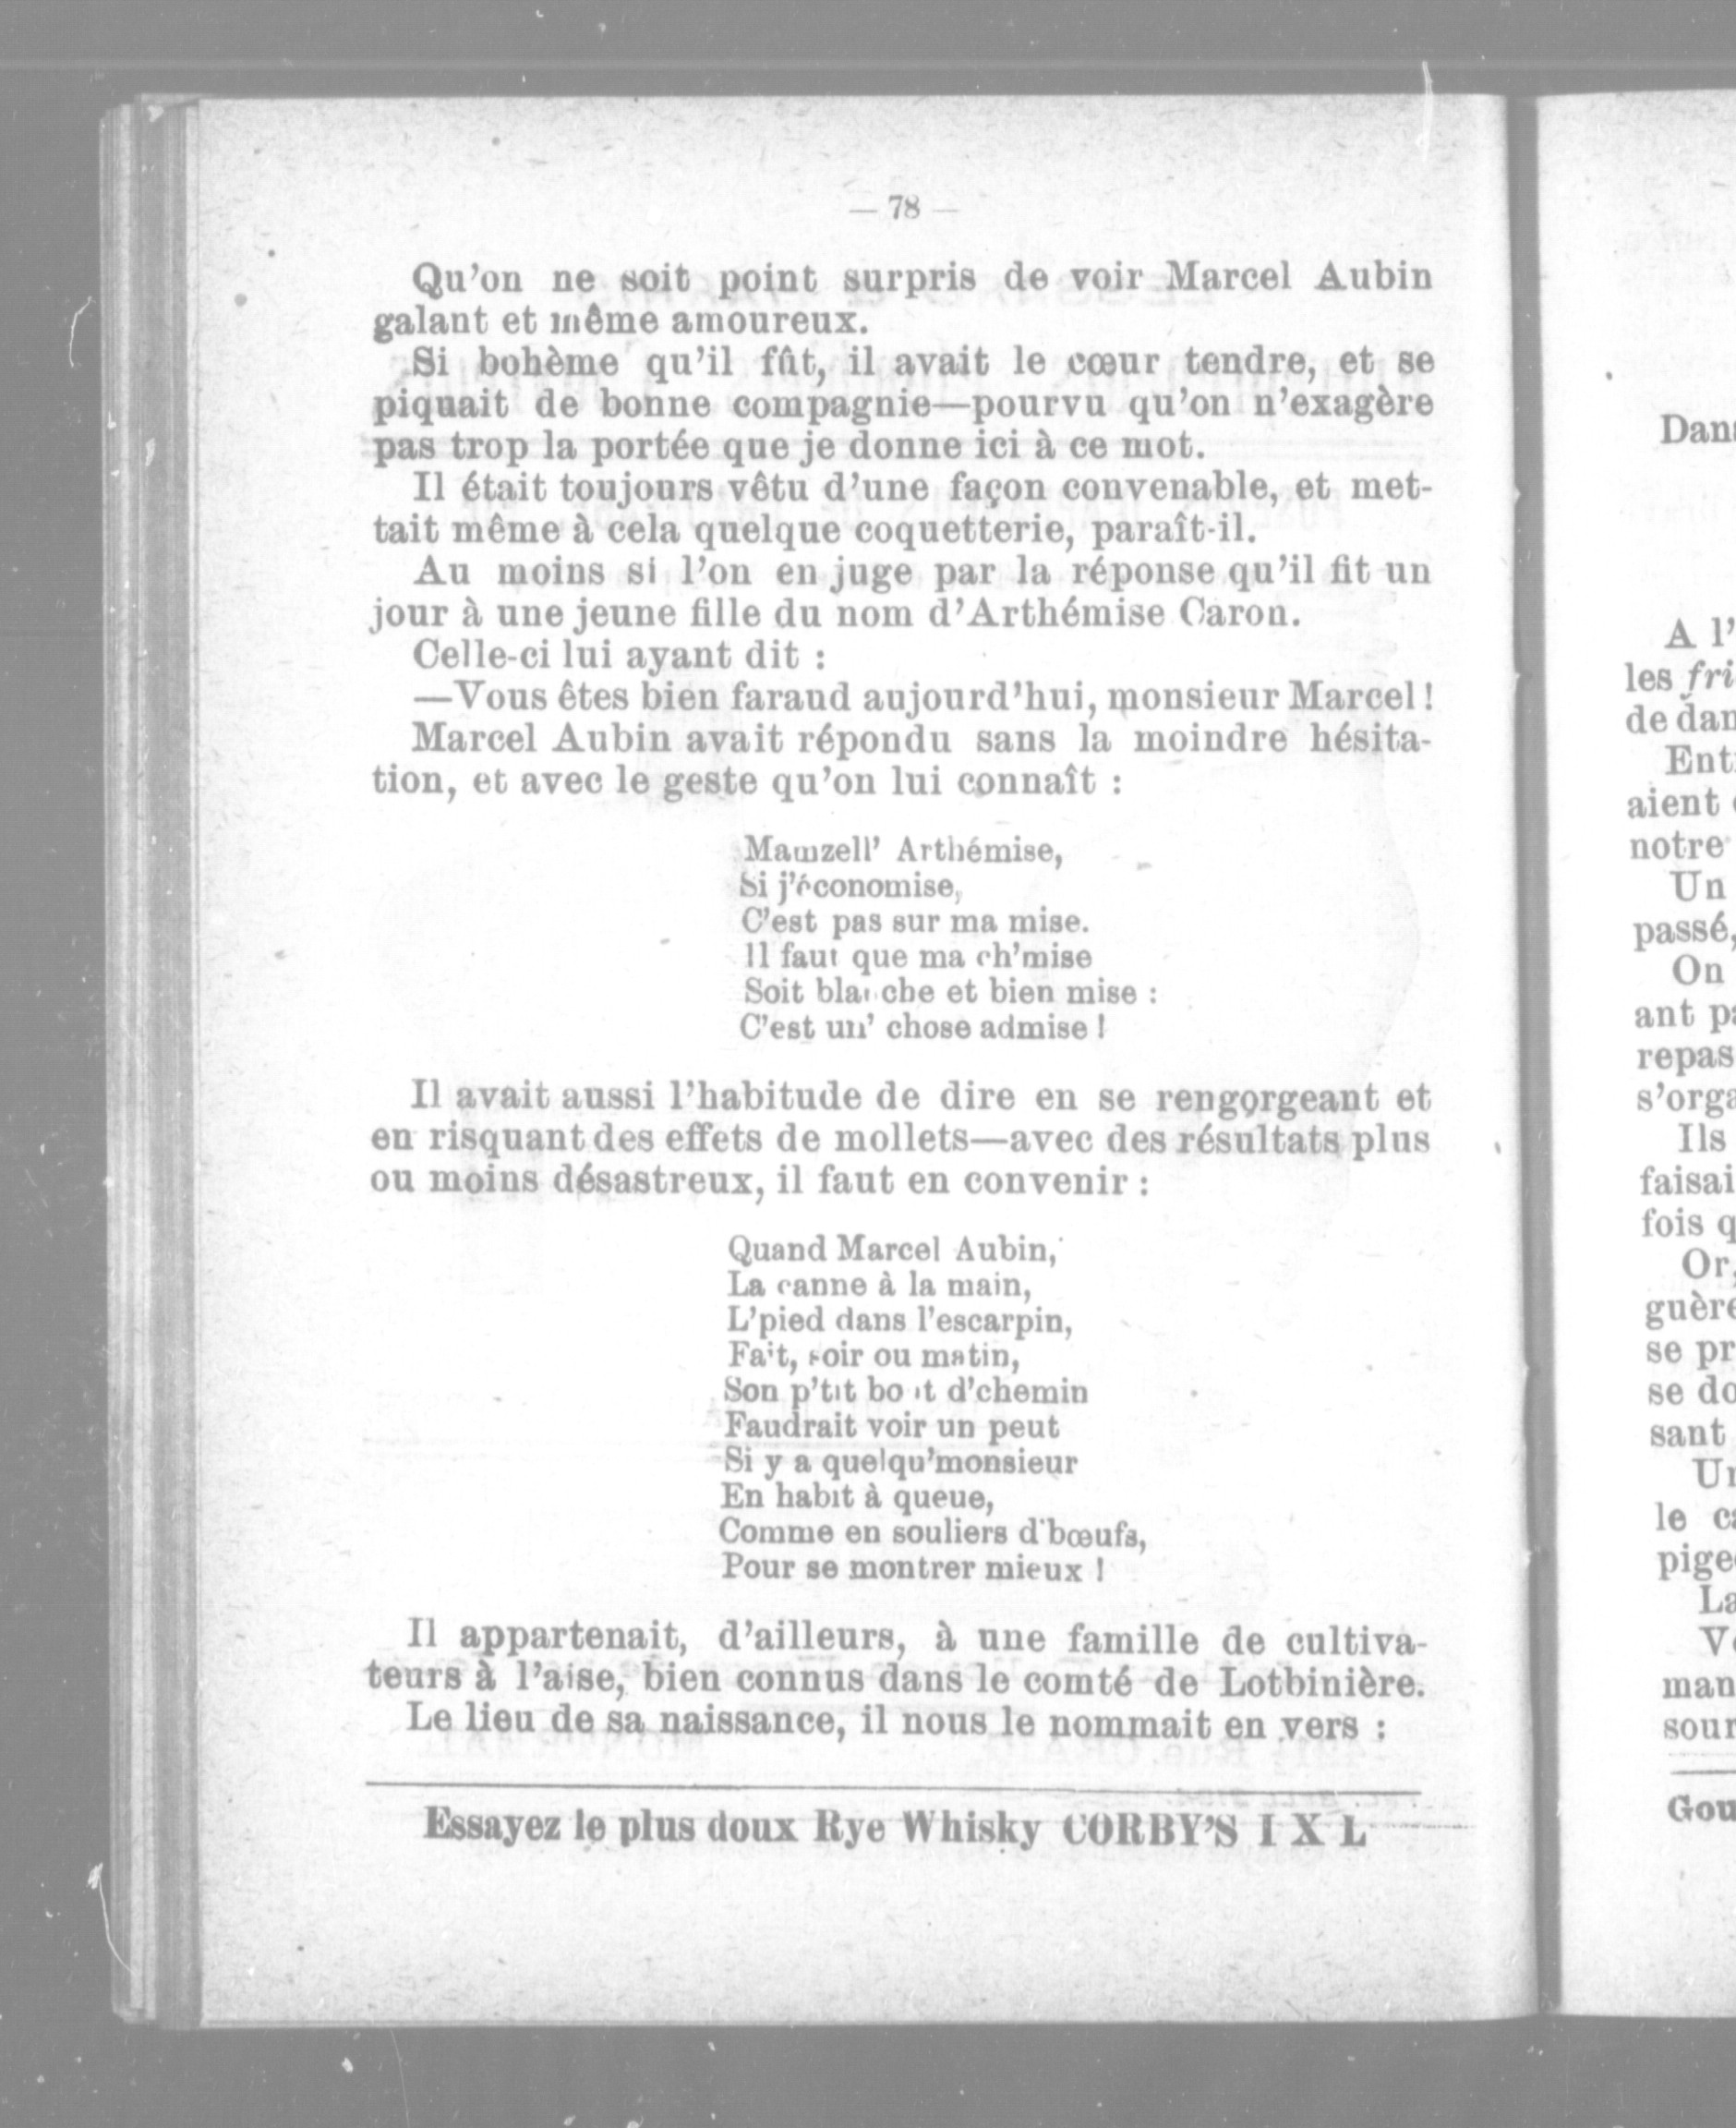 — 78 —
Qu'on ne soit point surpris de voir Marcel Aubin
galant et même amoureux.
Si bohème qu'il fût, il avait le cœur tendre, et se
piquait de bonne compagnie—pourvu qu'on n'exagère
pas trop la portée que je donne ici à ce mot.
Il était toujours vêtu d'une façon convenable, et met-
tait même à cela quelque coquetterie, paraît-il.
Au moins si l'on en juge par la réponse qu'il fit un
jour à une jeune fille du nom d'Arthémise Caron.
Celle-ci lui ayant dit :
—Vous êtes bien faraud aujourd'hui, monsieur Marcel !
Marcel Aubin avait répondu sans la moindre hésita-
tion, et avec le geste qu'on lui connaît :
Mamzell' Arthémise,
Si j'économise,
C'est pas sur ma mise.
Il faut que ma ch'mise
Soit blanche et bien mise :
C'est un' chose admise !
Il avait aussi l'habitude de dire en se rengorgeant et
en risquant des effets de mollets—avec des résultats plus
ou moins désastreux, il faut en convenir :
Quand Marcel Aubin,
La canne à la main,
L'pied dans l'escarpin,
Fait, soir ou matin,
Son p'tit bout d'chemin
Faudrait voir un peut
Si y a quelqu'monsieur
En habit à queue,
Comme en souliers d'bœufs,
Pour se montrer mieux !
Il appartenait, d'ailleurs, à une famille de cultiva-
teurs à l'aise, bien connus dans le comté de Lotbinière.
Le lieu de sa naissance, il nous le nommait en vers :
Essayez le plus doux Rye Whisky CORBY'S I X L
A l'
les
de
notre
Un
passé,
On
ant
repas
Ils
fois
Or,
se
se
sant
le